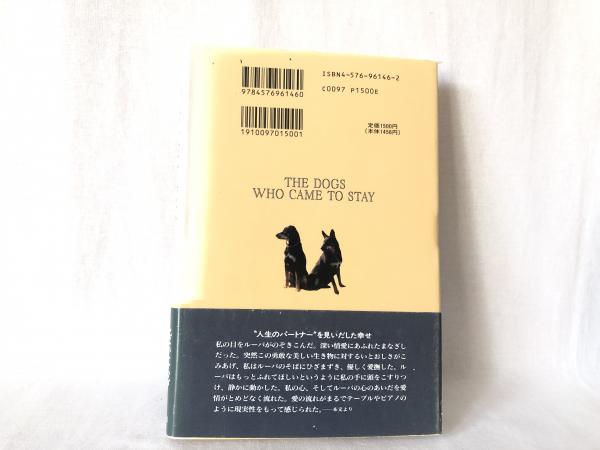 ISBN4-576-96146-2
C0097 P1500E
9784576961460
定価1500円
(本体1456円)
1910097015001
THE DOGS
WHO CAME TO STAY
"人生のパートナー"を見いだした幸せ
私の目をルーパがのぞきこんだ。深い情愛にあふれたまなざし
だった。突然この勇敢な美しい生き物に対するいとおしさがこ
みあげ、私はルーパのそばにひざまずき、優しく愛撫した。ルー
パはもっとふれてほしいというように私の手に頭をこすりつ
け、静かに動かした。私の心、そしてルーパの心のあいだを愛
情がとめどなく流れた。愛の流れがまるでテーブルやピアノの
ように現実性をもって感じられた。——本文より